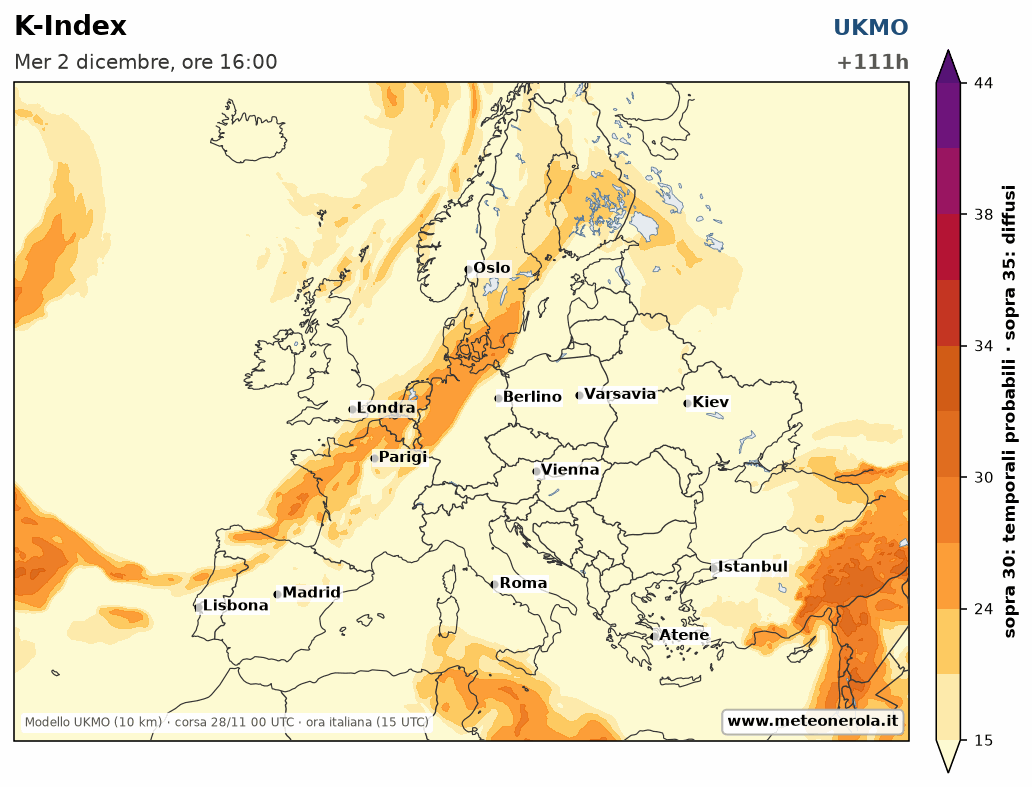 K-Index
UKMO
Mer 2 dicembre, ore 16:00
+111h
44
38
34
30
24
15
sopra 30: temporali probabili · sopra 35: diffusi
Oslo
Londra
Berlino
Varsavia
Kiev
Parigi
Vienna
Istanbul
Roma
Madrid
Lisbona
Atene
Modello UKMO (10 km) · corsa 28/11 00 UTC · ora italiana (15 UTC)
www.meteonerola.it